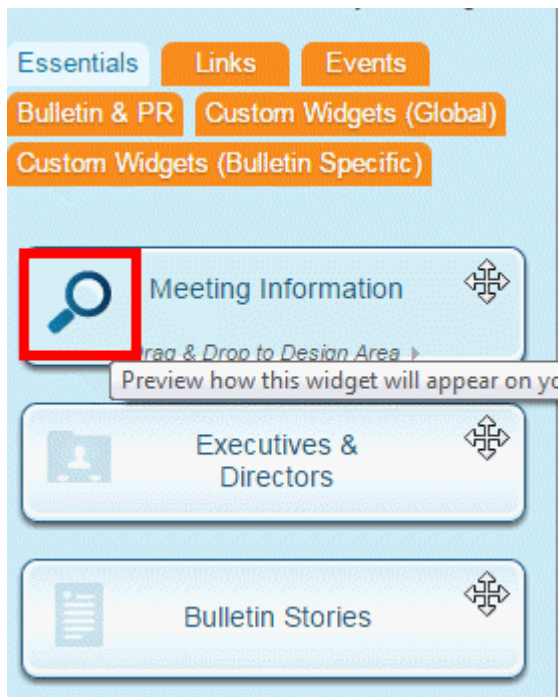 Essentials Links Events
Bulletin & PR Custom Widgets (Global)
Custom Widgets (Bulletin Specific)
Meeting Information
Drag & Drop to Design Area
Preview how this widget will appear on yo
Executives &
Directors
Bulletin Stories